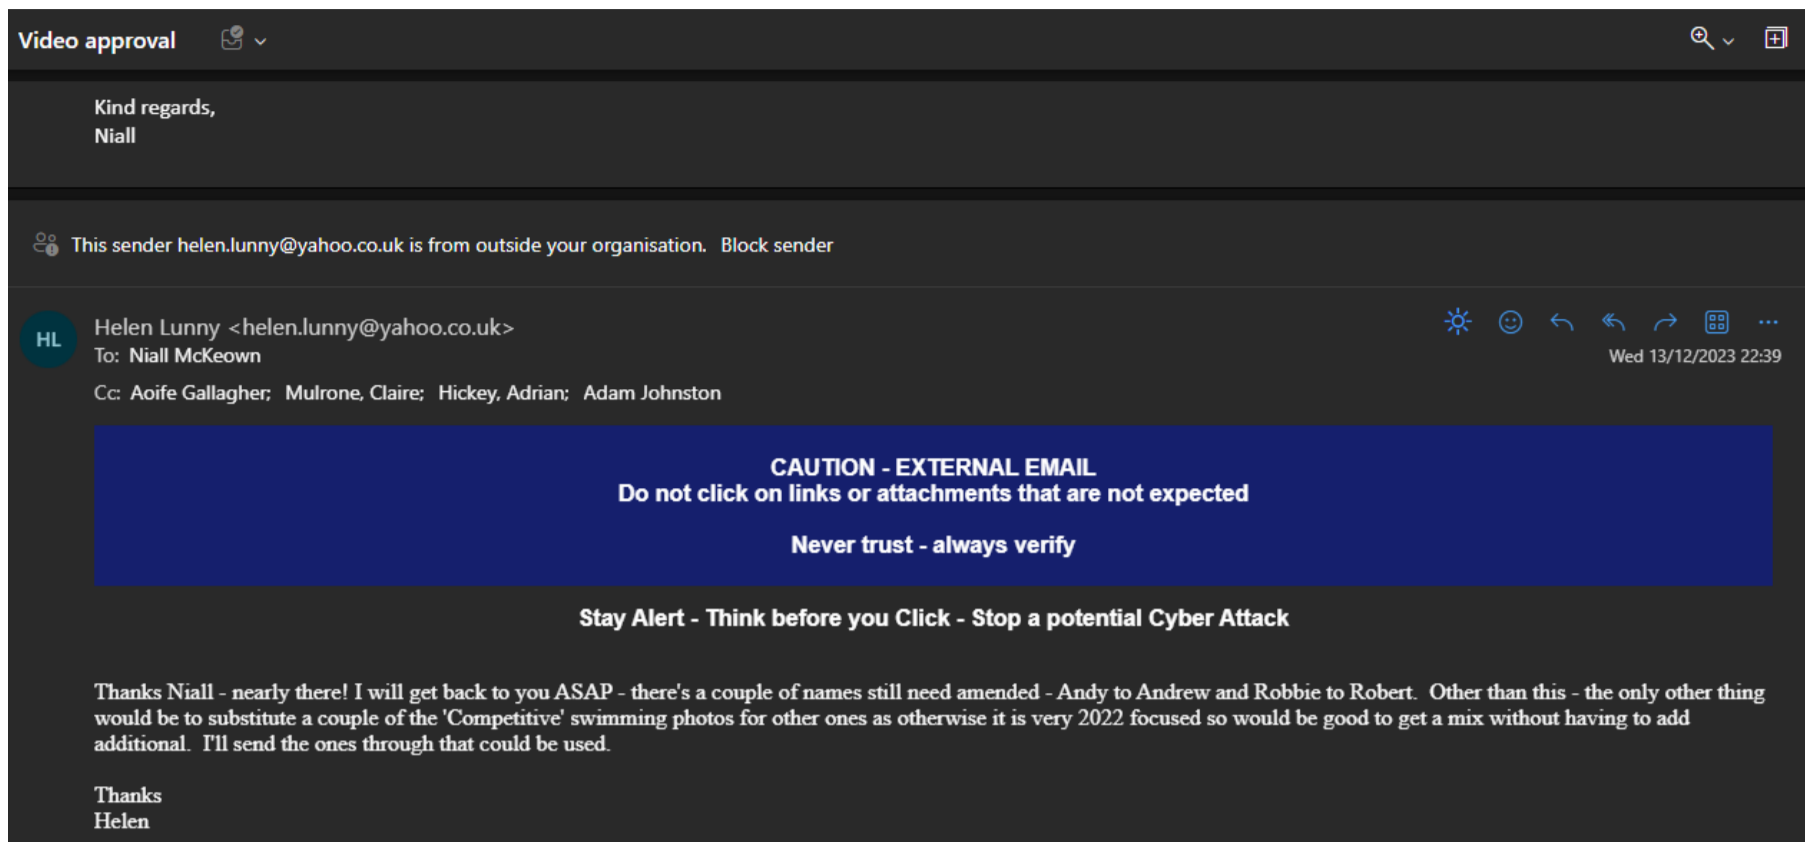 Video approval
Kind regards,
Niall
This sender helen.lunny@yahoo.co.uk is from outside your organisation. Block sender
HL
Helen Lunny <helen.lunny@yahoo.co.uk>
To: Niall McKeown
Wed 13/12/2023 22:39
Cc: Aoife Gallagher; Mulrone, Claire; Hickey, Adrian; Adam Johnston
CAUTION - EXTERNAL EMAIL
Do not click on links or attachments that are not expected
Never trust - always verify
Stay Alert - Think before you Click - Stop a potential Cyber Attack
Thanks Niall - nearly there! I will get back to you ASAP - there's a couple of names still need amended - Andy to Andrew and Robbie to Robert. Other than this - the only other thing
would be to substitute a couple of the 'Competitive' swimming photos for other ones as otherwise it is very 2022 focused so would be good to get a mix without having to add
additional. I'll send the ones through that could be used.
Thanks
Helen